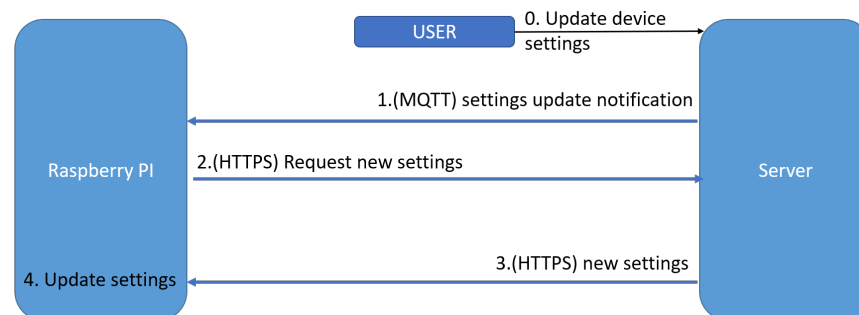 USER
0. Update device
settings
1.(MQTT) settings update notification
2.(HTTPS) Request new settings
Raspberry PI
Server
3.(HTTPS) new settings
4. Update settings